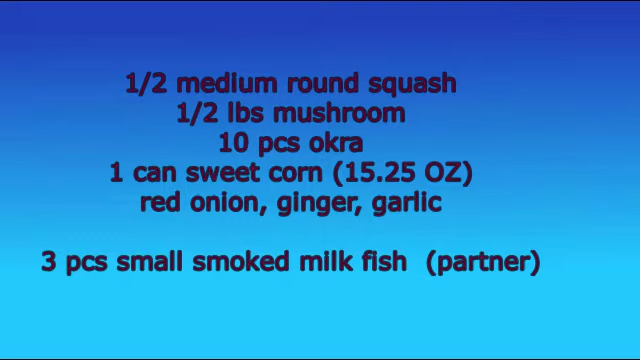 1/2 medium round squash
1/2 lbs mushroom
10 pcs okra
1 can sweet corn (15.25 OZ)
red onion, ginger, garlic
3 pcs small smoked milk fish (partner)